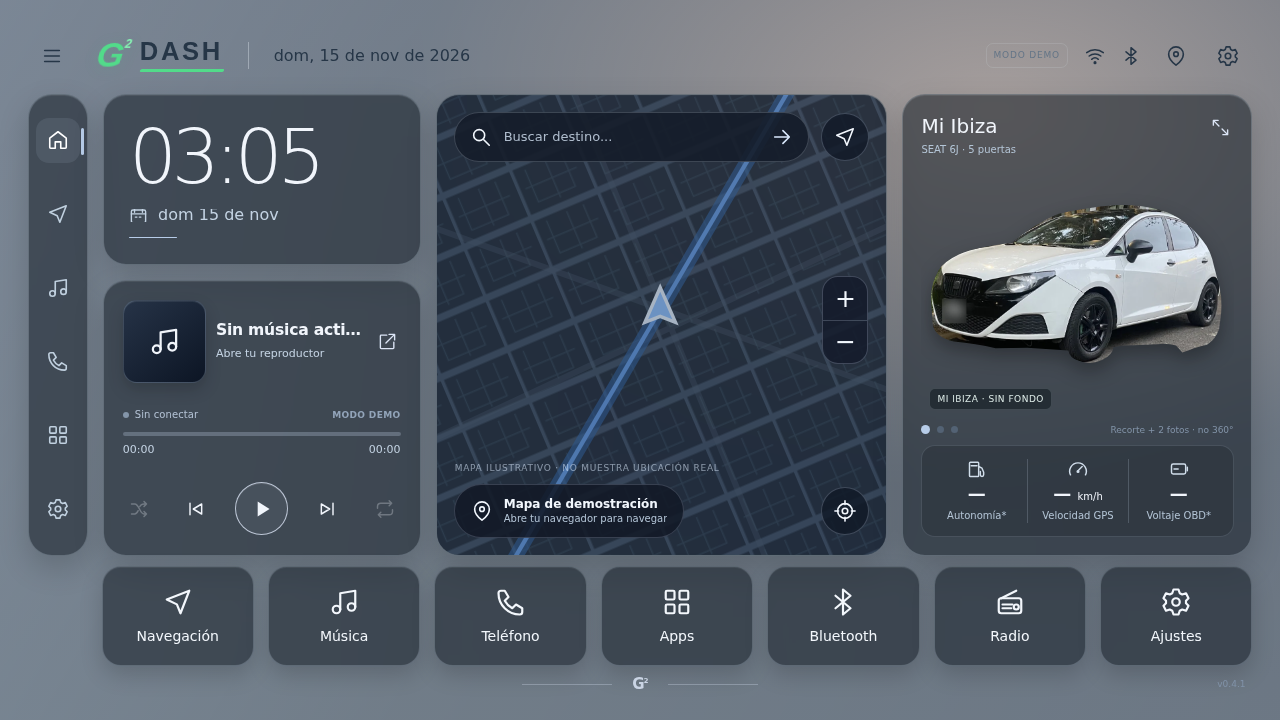 G² DASH
dom, 15 de nov de 2026
MODO DEMO
03:05
dom 15 de nov
Sin música acti...
Abre tu reproductor
Sin conectar
MODO DEMO
00:00
00:00
Buscar destino...
MAPA ILUSTRATIVO · NO MUESTRA UBICACIÓN REAL
Mapa de demostración
Abre tu navegador para navegar
Mi Ibiza
SEAT 6J · 5 puertas
MI IBIZA · SIN FONDO
Recorte + 2 fotos · no 360°
— — km/h —
Autonomía* Velocidad GPS Voltaje OBD*
Navegación
Música
Teléfono
Apps
Bluetooth
Radio
Ajustes
G²
v0.4.1